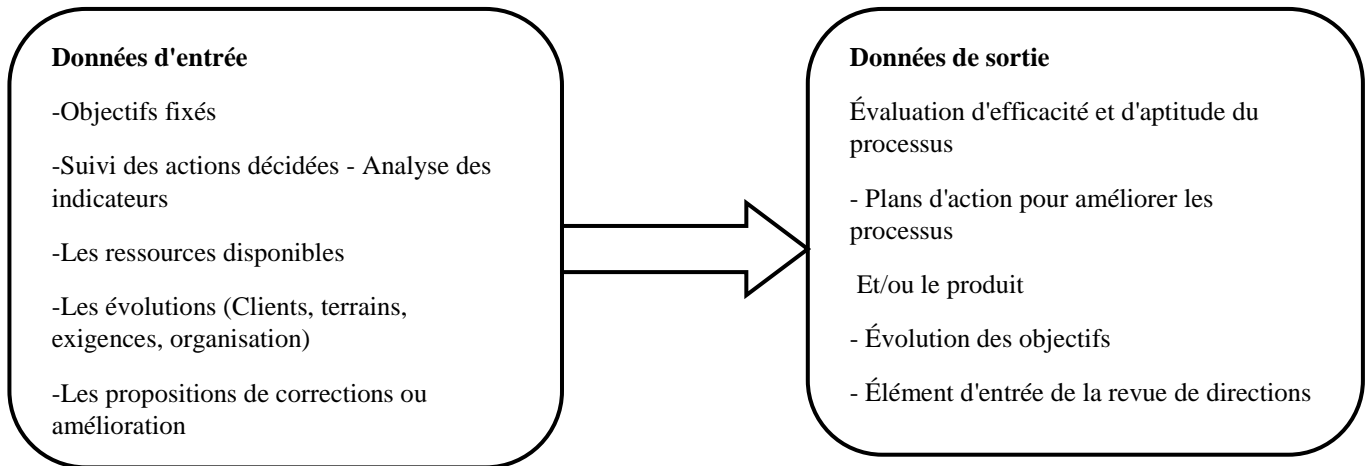 Données d'entrée
-Objectifs fixés
-Suivi des actions décidées - Analyse des
indicateurs
-Les ressources disponibles
-Les évolutions (Clients, terrains,
exigences, organisation)
-Les propositions de corrections ou
amélioration
Données de sortie
Évaluation d'efficacité et d'aptitude du
processus
- Plans d'action pour améliorer les
processus
Et/ou le produit
- Évolution des objectifs
- Élément d'entrée de la revue de directions